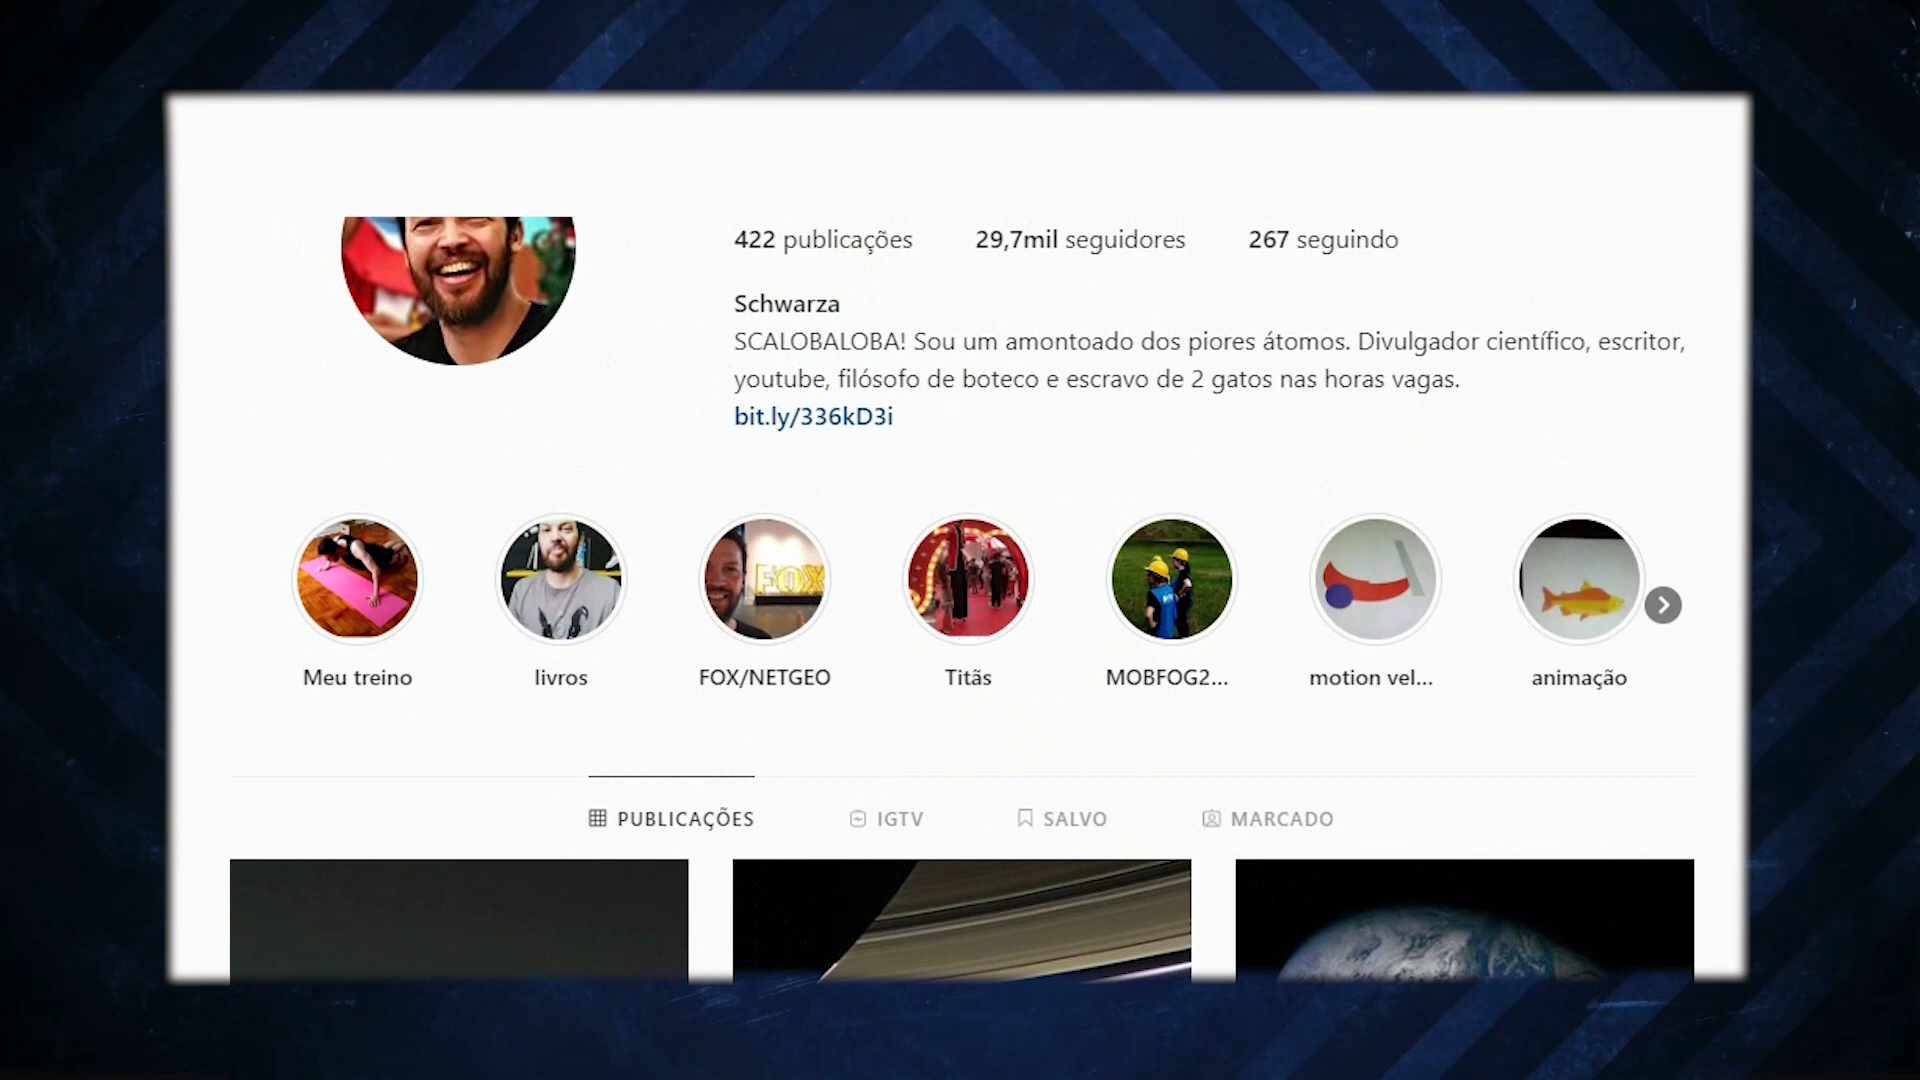 422 publicações 29,7mil seguidores 267 seguindo
Schwarza
SCALOBALOBA! Sou um amontoado dos piores átomos. Divulgador científico, escritor,
youtube, filósofo de boteco e escravo de 2 gatos nas horas vagas.
bit.ly/336kD3i
FOX
Meu treino livros FOX/NETGEO Titãs MOBFOG2... motion vel... animação
PUBLICAÇÕES IGTV SALVO MARCADO